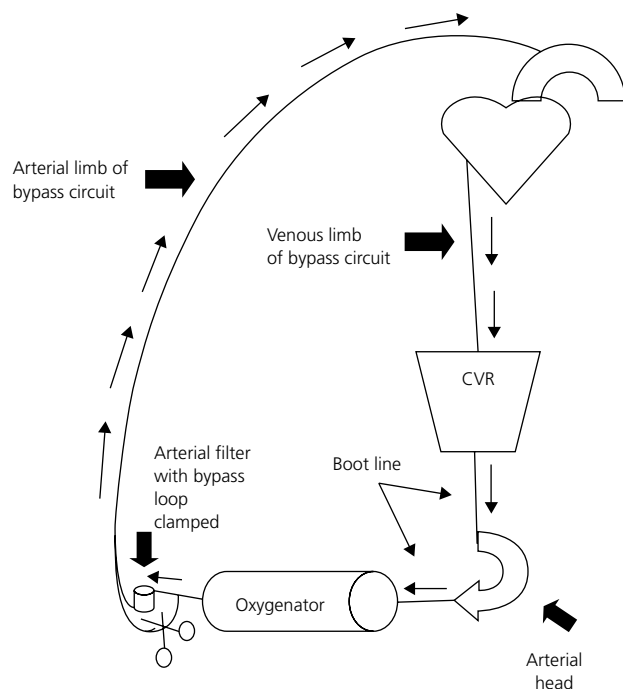 Arterial limb of
bypass circuit
Venous limb
of bypass circuit
CVR
Arterial filter
with bypass
loop
clamped
Boot line
Oxygenator
Arterial
head